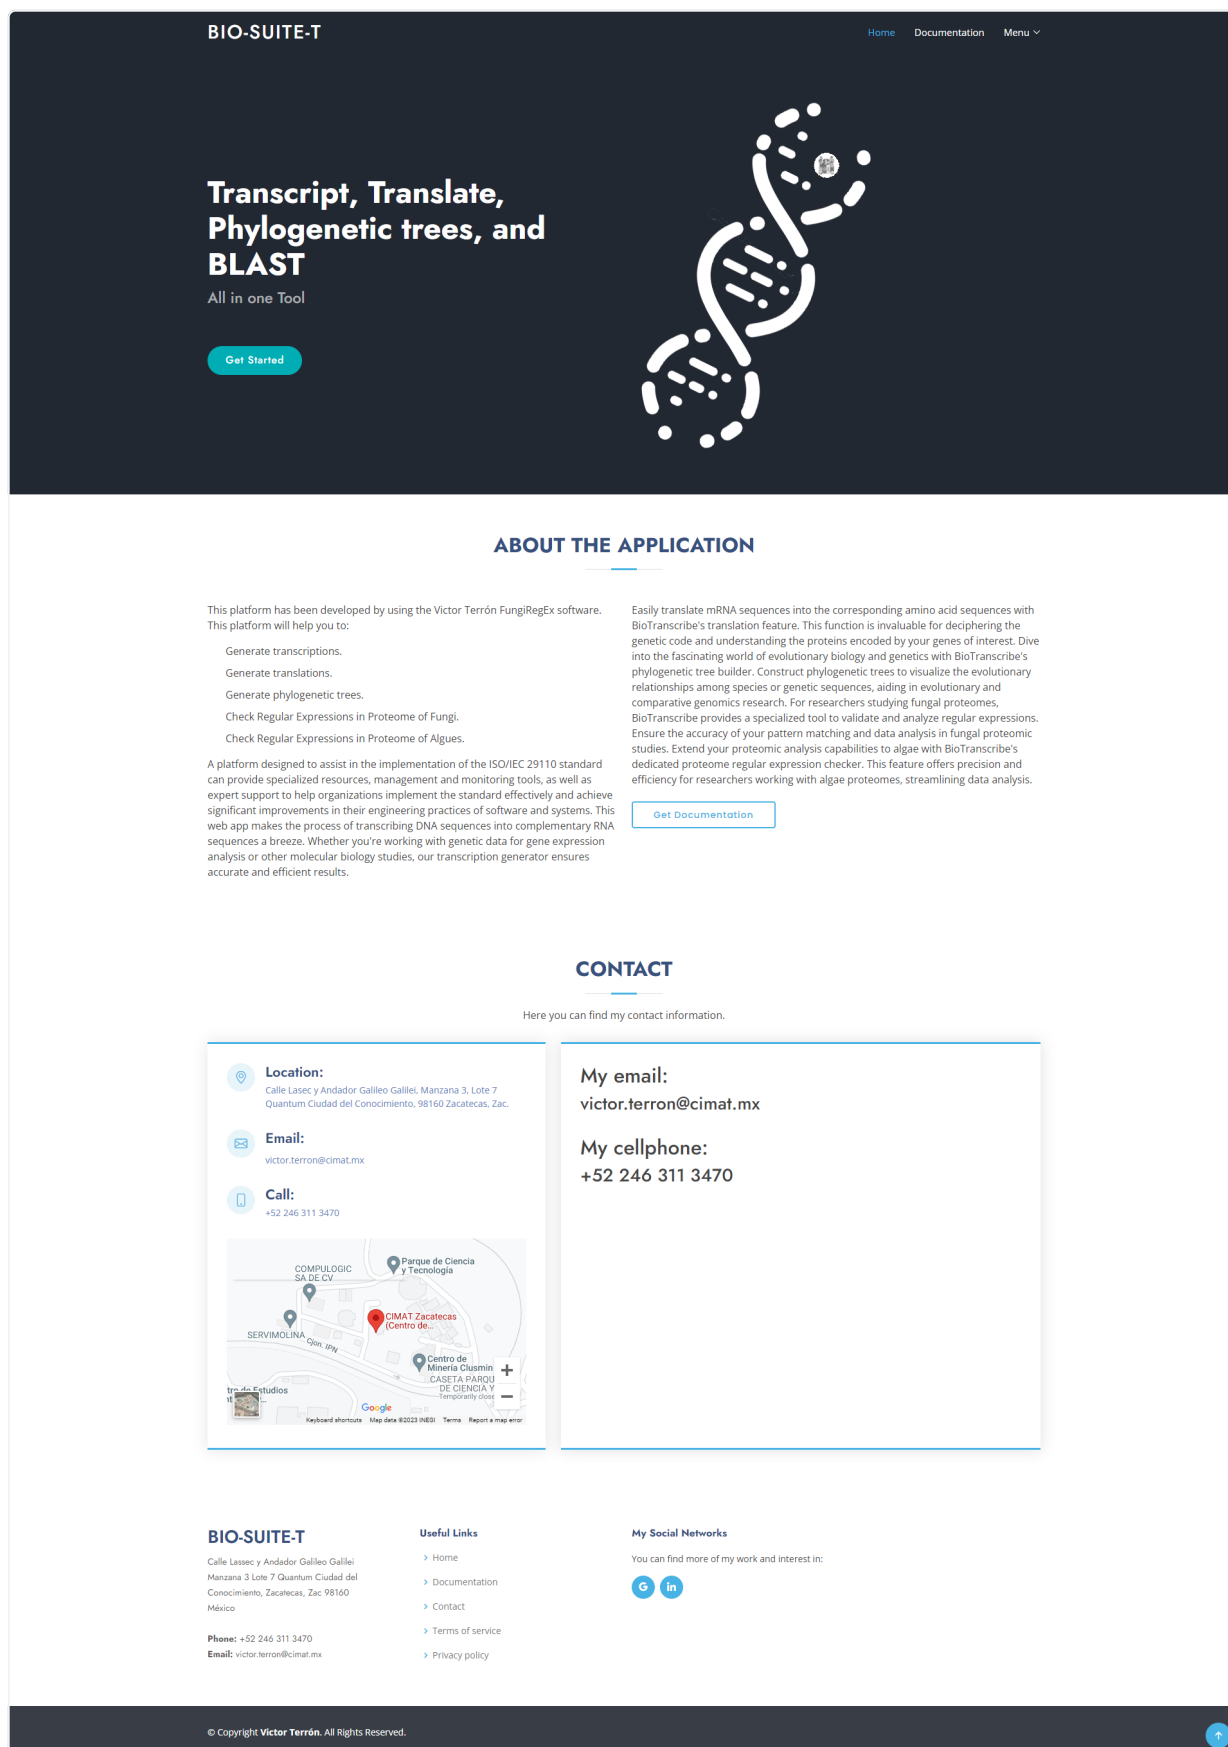 BIO-SUITE-T
Home Documentation Menu
Transcript, Translate,
Phylogenetic trees, and
BLAST
All in one Tool
Get Started
ABOUT THE APPLICATION
This platform has been developed by using the Victor Terrón FungiRegEx software.
This platform will help you to:
Generate transcriptions.
Generate translations.
Generate phylogenetic trees.
Check Regular Expressions in Proteome of Fungi.
Check Regular Expressions in Proteome of Algues.
A platform designed to assist in the implementation of the ISO/IEC 29110 standard
can provide specialized resources, management and monitoring tools, as well as
expert support to help organizations implement the standard effectively and achieve
significant improvements in their engineering practices of software and systems. This
web app makes the process of transcribing DNA sequences into complementary RNA
sequences a breeze. Whether you're working with genetic data for gene expression
analysis or other molecular biology studies, our transcription generator ensures
accurate and efficient results.
Easily translate mRNA sequences into the corresponding amino acid sequences with
BioTranscribe's translation feature. This function is invaluable for deciphering the
genetic code and understanding the proteins encoded by your genes of interest. Dive
into the fascinating world of evolutionary biology and genetics with BioTranscribe's
phylogenetic tree builder. Construct phylogenetic trees to visualize the evolutionary
relationships among species or genetic sequences, aiding in evolutionary and
comparative genomics research. For researchers studying fungal proteomes,
BioTranscribe provides a specialized tool to validate and analyze regular expressions.
Ensure the accuracy of your pattern matching and data analysis in fungal proteomic
studies. Extend your proteomic analysis capabilities to algae with BioTranscribe's
dedicated proteome regular expression checker. This feature offers precision and
efficiency for researchers working with algae proteomes, streamlining data analysis.
Get Documentation
CONTACT
Here you can find my contact information.
Location:
Calle Lasec y Andador Galileo Galilei, Manzana 3, Lote 7
Quantum Ciudad del Conocimiento, 98160 Zacatecas, Zac.
Email:
victor.terron@cimat.mx
Call:
+52 246 311 3470
Parque de Ciencia
y Tecnología
COMPULOGIC
SA DE CV
CIMAT Zacatecas
(Centro de...
SERVIMOLINA
Cjon. IPN
Centro de
Minería Clusmin
CASETA PARQU
DE CIENCIA Y
Temporarily close
tro de Estudios
Google
Keyboard shortcuts Map data ©2023 INEGI Terms Report a map error
My email:
victor.terron@cimat.mx
My cellphone:
+52 246 311 3470
BIO-SUITE-T
Calle Lassec y Andador Galileo Galilei
Manzana 3 Lote 7 Quantum Ciudad del
Conocimiento, Zacatecas, Zac 98160
México
Phone: +52 246 311 3470
Email: victor.terron@cimat.mx
Useful Links
Home
Documentation
Contact
Terms of service
Privacy policy
My Social Networks
You can find more of my work and interest in:
G in
© Copyright Victor Terrón. All Rights Reserved.